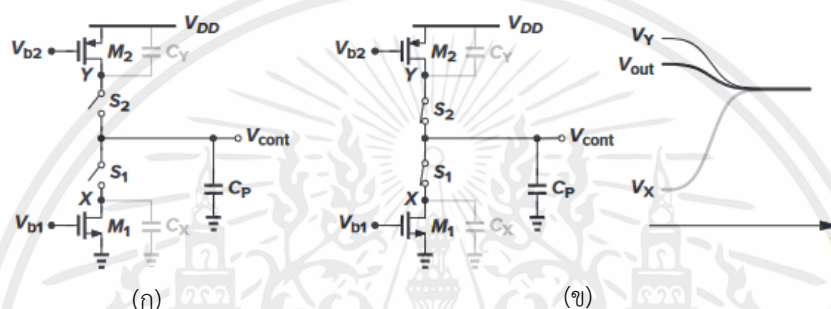 V_DD
V_b2
M_2
C_Y
Y
S_2
V_cont
S_1
X
C_P
V_b1
M_1
C_X
(ก)
V_DD
V_b2
M_2
C_Y
Y
S_2
V_cont
S_1
X
C_P
V_b1
M_1
C_X
(ข)
V_Y
V_out
V_X